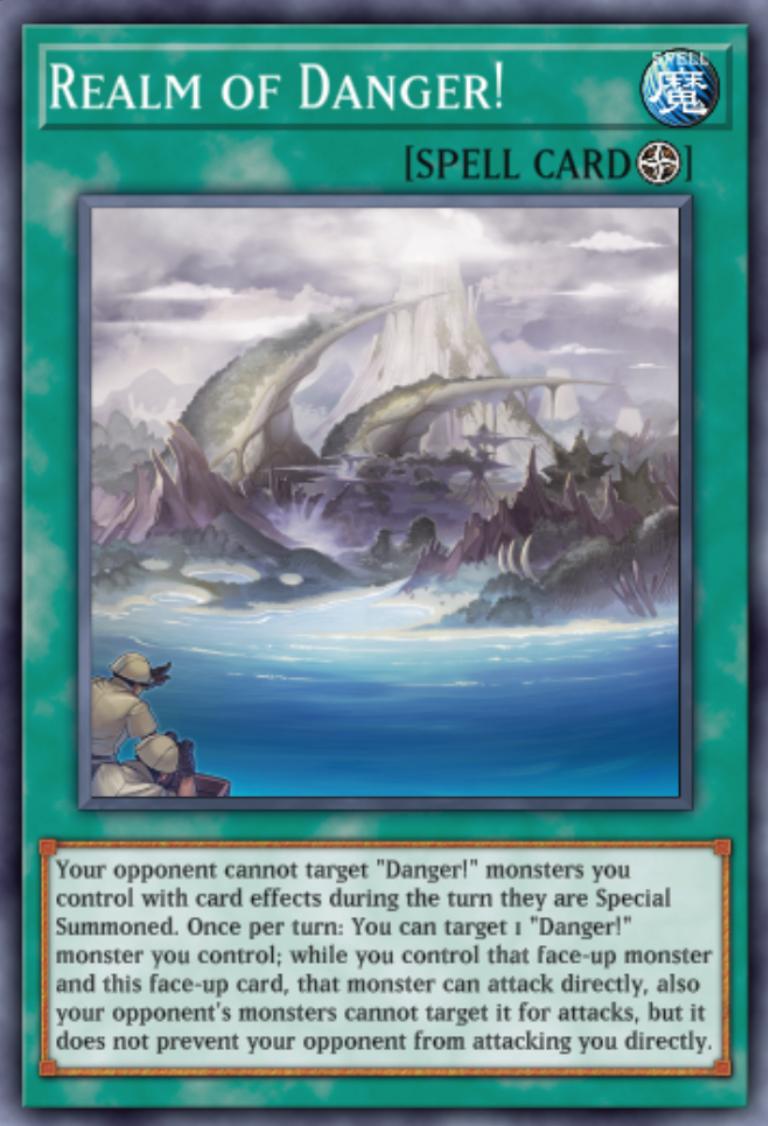 REALM OF DANGER!
SPELL
魔
[SPELL CARD]
Your opponent cannot target "Danger!" monsters you
control with card effects during the turn they are Special
Summoned. Once per turn: You can target 1 "Danger!"
monster you control; while you control that face-up monster
and this face-up card, that monster can attack directly, also
your opponent's monsters cannot target it for attacks, but it
does not prevent your opponent from attacking you directly.